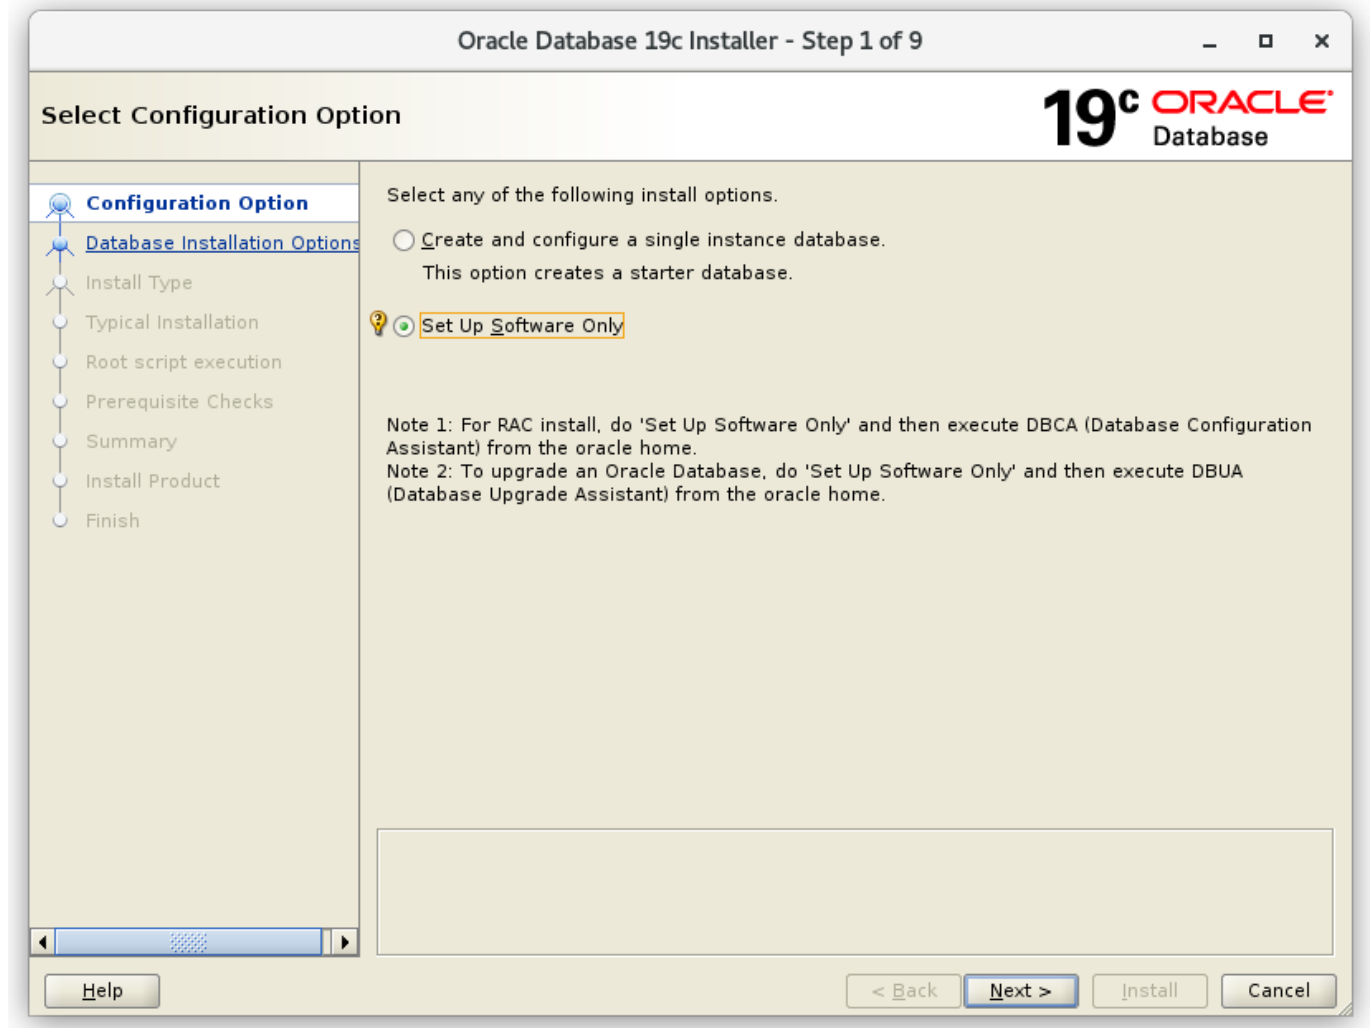 Oracle Database 19c Installer - Step 1 of 9
Select Configuration Option
19c ORACLE
Database
Configuration Option
Database Installation Options
Install Type
Typical Installation
Root script execution
Prerequisite Checks
Summary
Install Product
Finish
Select any of the following install options.
Create and configure a single instance database.
This option creates a starter database.
Set Up Software Only
Note 1: For RAC install, do 'Set Up Software Only' and then execute DBCA (Database Configuration
Assistant) from the oracle home.
Note 2: To upgrade an Oracle Database, do 'Set Up Software Only' and then execute DBUA
(Database Upgrade Assistant) from the oracle home.
Help
< Back
Next >
Install
Cancel